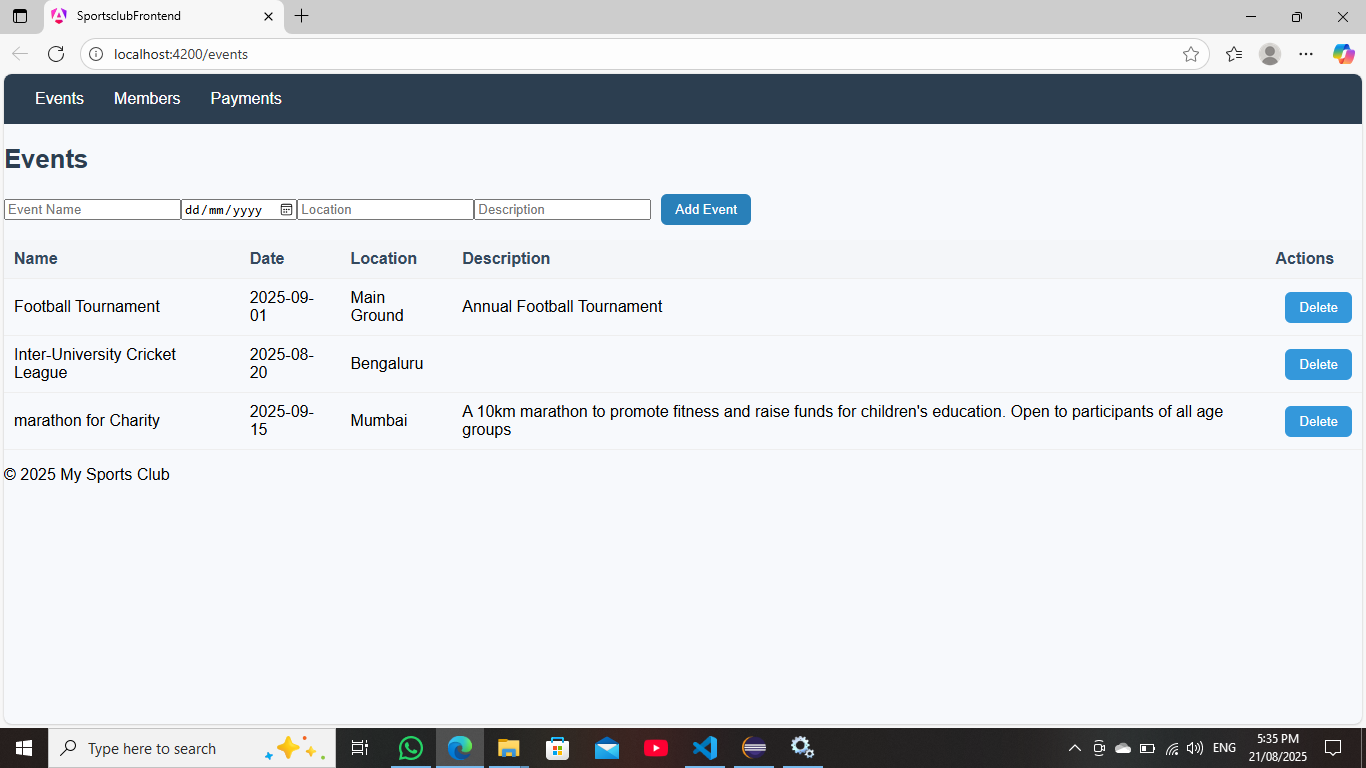 SportsclubFrontend
localhost:4200/events
Events Members Payments
Events
Event Name dd/mm/yyyy Location Description Add Event
Name Date Location Description Actions
Football Tournament 2025-09-01 Main Ground Annual Football Tournament Delete
Inter-University Cricket League 2025-08-20 Bengaluru Delete
marathon for Charity 2025-09-15 Mumbai A 10km marathon to promote fitness and raise funds for children's education. Open to participants of all age groups Delete
© 2025 My Sports Club
Type here to search
ENG
5:35 PM
21/08/2025